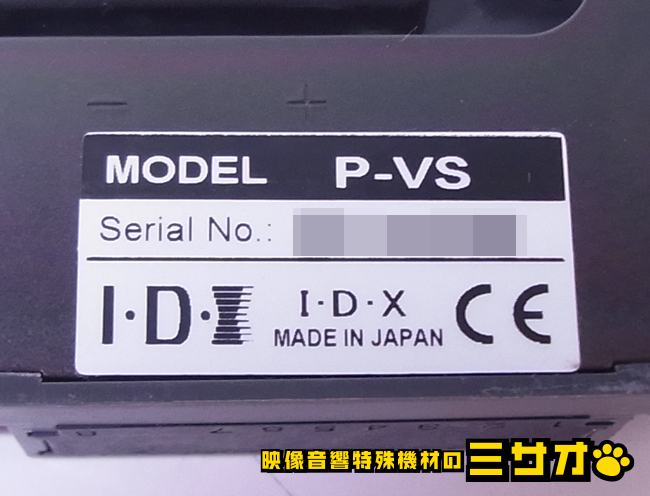 − +
MODEL P-VS
Serial No.:
I·D·X I·D·X CE
MADE IN JAPAN
映像音響特殊機材のミサオ